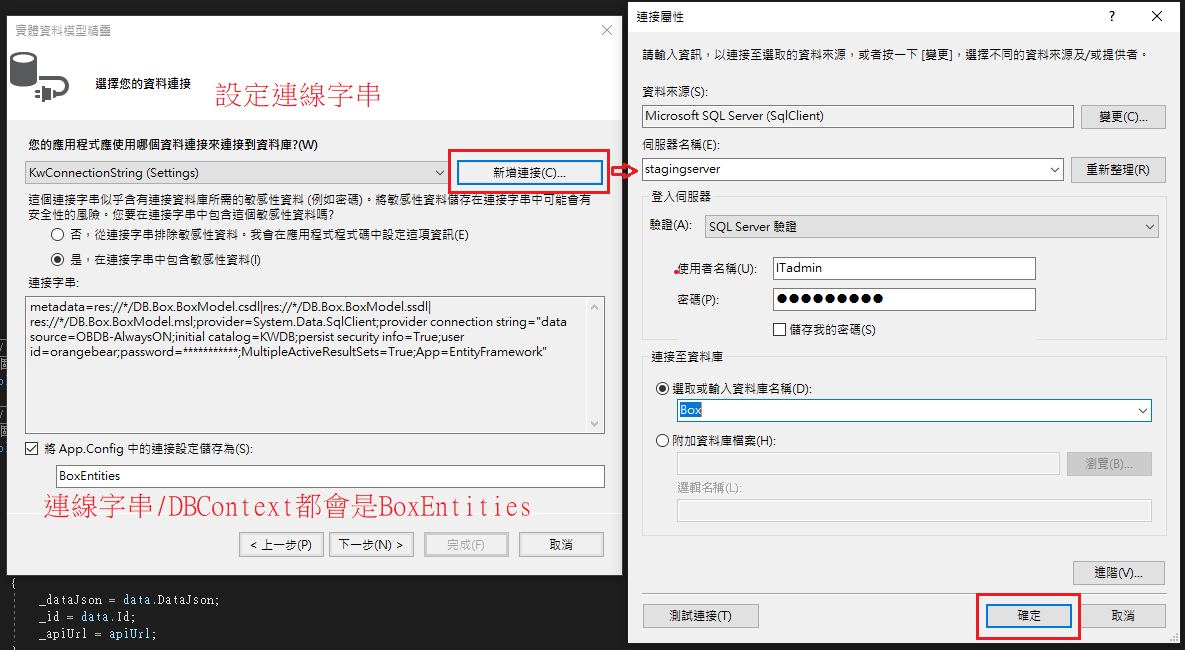 實體資料模型精靈
選擇您的資料連接
設定連線字串
您的應用程式應使用哪個資料連接來連接到資料庫?(W)
KwConnectionString (Settings)
新增連接(C)...
這個連接字串似乎含有連接資料庫所需的敏感性資料 (例如密碼)。將敏感性資料儲存在連接字串中可能會有
安全性的風險。您要在連接字串中包含這個敏感性資料嗎?
否，從連接字串排除敏感性資料。我會在應用程式程式碼中設定這項資訊(E)
是，在連接字串中包含敏感性資料(I)
連接字串:
metadata=res://*/DB.Box.BoxModel.csdl|res://*/DB.Box.BoxModel.ssdl|
res://*/DB.Box.BoxModel.msl;provider=System.Data.SqlClient;provider connection string="data
source=OBDB-AlwaysON;initial catalog=KWDB;persist security info=True;user
id=orangebear;password=***********;MultipleActiveResultSets=True;App=EntityFramework"
將 App.Config 中的連接設定儲存為(S):
BoxEntities
連線字串/DBContext都會是BoxEntities
< 上一步(P)
下一步(N) >
完成(F)
取消
{
_dataJson = data.DataJson;
_id = data.Id;
_apiUrl = apiUrl;
連接屬性
?
請輸入資訊，以連接至選取的資料來源，或者按一下 [變更]，選擇不同的資料來源及/或提供者。
資料來源(S):
Microsoft SQL Server (SqlClient)
變更(C)...
伺服器名稱(E):
stagingserver
重新整理(R)
登入伺服器
驗證(A):
SQL Server 驗證
使用者名稱(U):
ITadmin
密碼(P):
●●●●●●●●●
儲存我的密碼(S)
連接至資料庫
選取或輸入資料庫名稱(D):
Box
附加資料庫檔案(H):
瀏覽(B)...
邏輯名稱(L):
進階(V)...
測試連接(T)
確定
取消